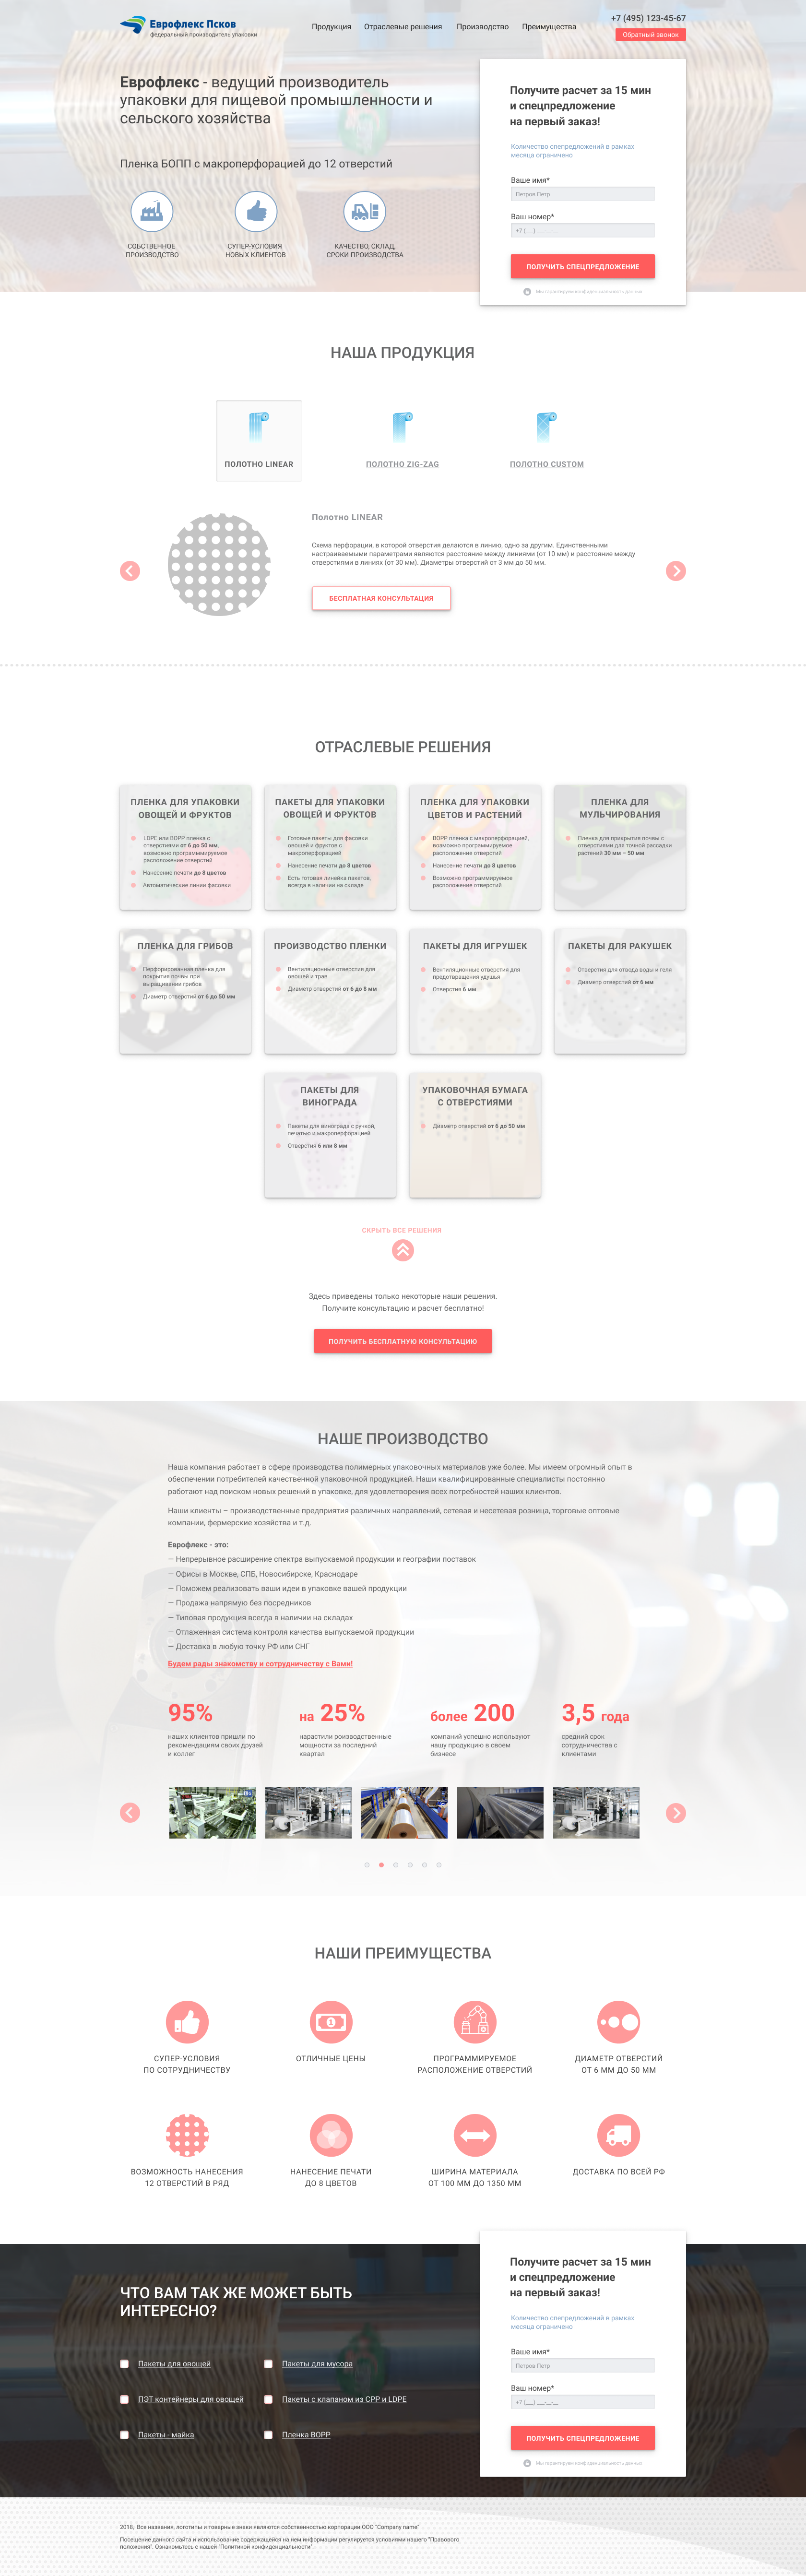 Еврофлекс Псков
федеральный производитель упаковки
Продукция Отраслевые решения Производство Преимущества
+7 (495) 123-45-67
Обратный звонок
Еврофлекс - ведущий производитель
упаковки для пищевой промышленности и
сельского хозяйства
Пленка БОПП с макроперфорацией до 12 отверстий
СОБСТВЕННОЕ
ПРОИЗВОДСТВО
СУПЕР-УСЛОВИЯ
НОВЫХ КЛИЕНТОВ
КАЧЕСТВО, СКЛАД,
СРОКИ ПРОИЗВОДСТВА
Получите расчет за 15 мин
и спецпредложение
на первый заказ!
Количество спепредложений в рамках
месяца ограничено
Ваше имя*
Петров Петр
Ваш номер*
+7 (___) ___-__-__
ПОЛУЧИТЬ СПЕЦПРЕДЛОЖЕНИЕ
Мы гарантируем конфиденциальность данных
НАША ПРОДУКЦИЯ
ПОЛОТНО LINEAR
ПОЛОТНО ZIG-ZAG
ПОЛОТНО CUSTOM
Полотно LINEAR
Схема перфорации, в которой отверстия делаются в линию, одно за другим. Единственными
настраиваемыми параметрами являются расстояние между линиями (от 10 мм) и расстояние между
отверстиями в линиях (от 30 мм). Диаметры отверстий от 3 мм до 50 мм.
БЕСПЛАТНАЯ КОНСУЛЬТАЦИЯ
ОТРАСЛЕВЫЕ РЕШЕНИЯ
ПЛЕНКА ДЛЯ УПАКОВКИ
ОВОЩЕЙ И ФРУКТОВ
LDPE или BOPP пленка с
отверстиями от 6 до 50 мм,
возможно программируемое
расположение отверстий
Нанесение печати до 8 цветов
Автоматические линии фасовки
ПАКЕТЫ ДЛЯ УПАКОВКИ
ОВОЩЕЙ И ФРУКТОВ
Готовые пакеты для фасовки
овощей и фруктов с
макроперфорацией
Нанесение печати до 8 цветов
Есть готовая линейка пакетов,
всегда в наличии на складе
ПЛЕНКА ДЛЯ УПАКОВКИ
ЦВЕТОВ И РАСТЕНИЙ
BOPP пленка с макроперфорацией,
возможно программируемое
расположение отверстий
Нанесение печати до 8 цветов
Возможно программируемое
расположение отверстий
ПЛЕНКА ДЛЯ
МУЛЬЧИРОВАНИЯ
Пленка для прикрытия почвы с
отверстиями для точной рассадки
растений 30 мм – 50 мм
ПЛЕНКА ДЛЯ ГРИБОВ
Перфорированная пленка для
покрытия почвы при
выращивании грибов
Диаметр отверстий от 6 до 50 мм
ПРОИЗВОДСТВО ПЛЕНКИ
Вентиляционные отверстия для
овощей и трав
Диаметр отверстий от 6 до 8 мм
ПАКЕТЫ ДЛЯ ИГРУШЕК
Вентиляционные отверстия для
предотвращения удушья
Отверстия 6 мм
ПАКЕТЫ ДЛЯ РАКУШЕК
Отверстия для отвода воды и геля
Диаметр отверстий от 6 мм
ПАКЕТЫ ДЛЯ
ВИНОГРАДА
Пакеты для винограда с ручкой,
печатью и макроперфорацией
Отверстия 6 или 8 мм
УПАКОВОЧНАЯ БУМАГА
С ОТВЕРСТИЯМИ
Диаметр отверстий от 6 до 50 мм
СКРЫТЬ ВСЕ РЕШЕНИЯ
Здесь приведены только некоторые наши решения.
Получите консультацию и расчет бесплатно!
ПОЛУЧИТЬ БЕСПЛАТНУЮ КОНСУЛЬТАЦИЮ
НАШЕ ПРОИЗВОДСТВО
Наша компания работает в сфере производства полимерных упаковочных материалов уже более. Мы имеем огромный опыт в
обеспечении потребителей качественной упаковочной продукцией. Наши квалифицированные специалисты постоянно
работают над поиском новых решений в упаковке, для удовлетворения всех потребностей наших клиентов.
Наши клиенты – производственные предприятия различных направлений, сетевая и несетевая розница, торговые оптовые
компании, фермерские хозяйства и т.д.
Еврофлекс - это:
— Непрерывное расширение спектра выпускаемой продукции и географии поставок
— Офисы в Москве, СПБ, Новосибирске, Краснодаре
— Поможем реализовать ваши идеи в упаковке вашей продукции
— Продажа напрямую без посредников
— Типовая продукция всегда в наличии на складах
— Отлаженная система контроля качества выпускаемой продукции
— Доставка в любую точку РФ или СНГ
Будем рады знакомству и сотрудничеству с Вами!
95%
наших клиентов пришли по
рекомендациям своих друзей
и коллег
на 25%
нарастили роизводственные
мощности за последний
квартал
более 200
компаний успешно используют
нашу продукцию в своем
бизнесе
3,5 года
средний срок
сотрудничества с
клиентами
НАШИ ПРЕИМУЩЕСТВА
СУПЕР-УСЛОВИЯ
ПО СОТРУДНИЧЕСТВУ
ОТЛИЧНЫЕ ЦЕНЫ
ПРОГРАММИРУЕМОЕ
РАСПОЛОЖЕНИЕ ОТВЕРСТИЙ
ДИАМЕТР ОТВЕРСТИЙ
ОТ 6 ММ ДО 50 ММ
ВОЗМОЖНОСТЬ НАНЕСЕНИЯ
12 ОТВЕРСТИЙ В РЯД
НАНЕСЕНИЕ ПЕЧАТИ
ДО 8 ЦВЕТОВ
ШИРИНА МАТЕРИАЛА
ОТ 100 ММ ДО 1350 ММ
ДОСТАВКА ПО ВСЕЙ РФ
ЧТО ВАМ ТАК ЖЕ МОЖЕТ БЫТЬ
ИНТЕРЕСНО?
Пакеты для овощей
Пакеты для мусора
ПЭТ контейнеры для овощей
Пакеты с клапаном из CPP и LDPE
Пакеты - майка
Пленка BOPP
Получите расчет за 15 мин
и спецпредложение
на первый заказ!
Количество спепредложений в рамках
месяца ограничено
Ваше имя*
Петров Петр
Ваш номер*
+7 (___) ___-__-__
ПОЛУЧИТЬ СПЕЦПРЕДЛОЖЕНИЕ
Мы гарантируем конфиденциальность данных
2018, Все названия, логотипы и товарные знаки являются собственностью корпорации ООО "Company name"
Посещение данного сайта и использование содержащейся на нем информации регулируется условиями нашего "Правового
положения". Ознакомьтесь с нашей "Политикой конфиденциальности".